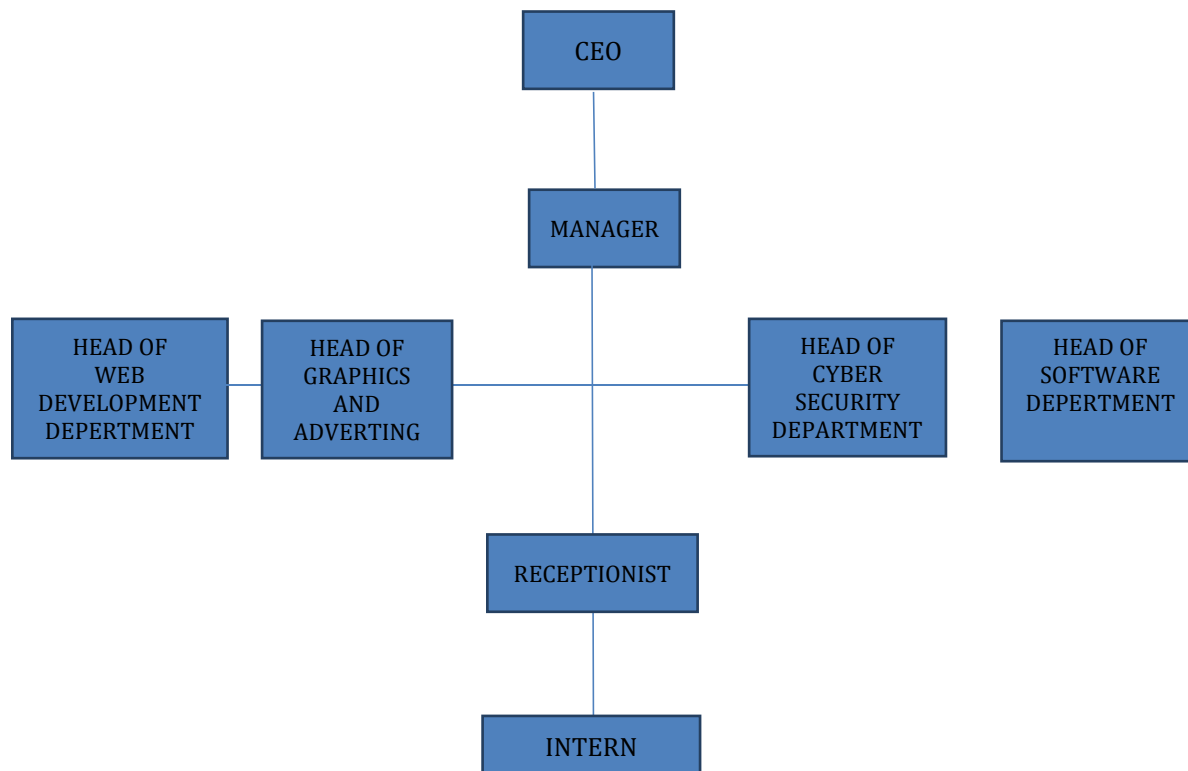 CEO
MANAGER
HEAD OF
WEB
DEVELOPMENT
DEPERTMENT
HEAD OF
GRAPHICS
AND
ADVERTING
HEAD OF
CYBER
SECURITY
DEPARTMENT
HEAD OF
SOFTWARE
DEPERTMENT
RECEPTIONIST
INTERN